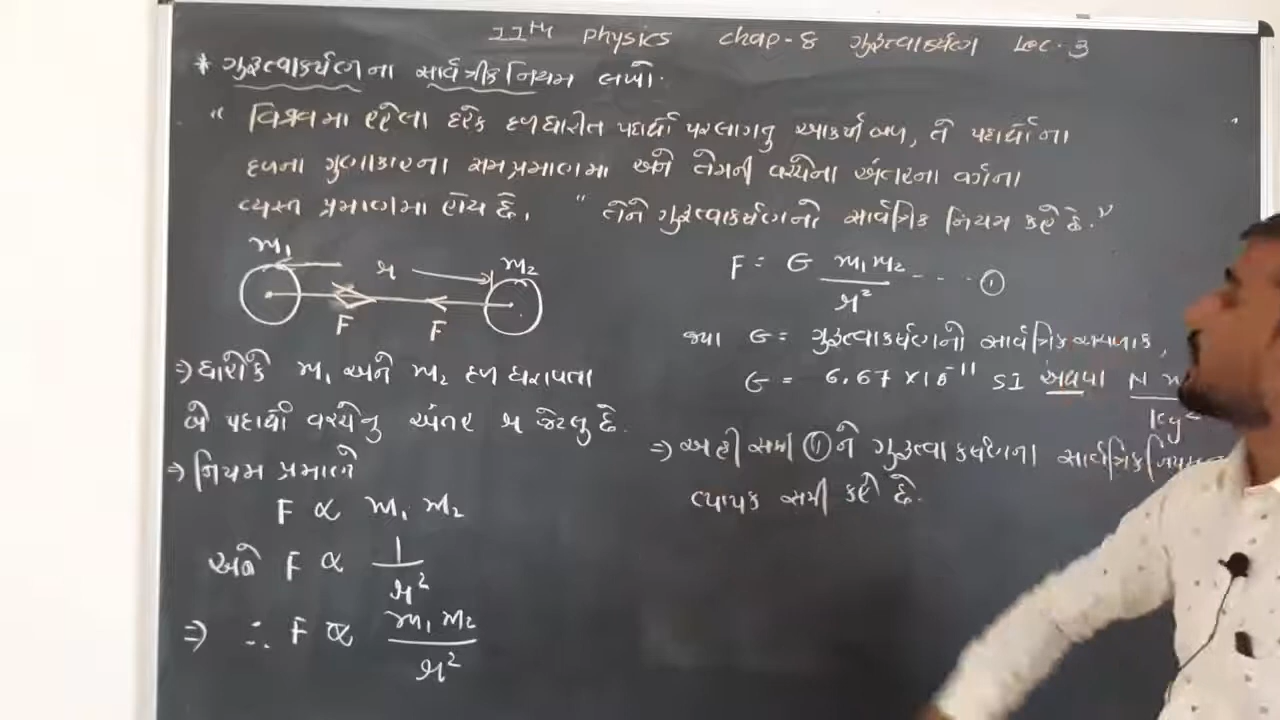 11th physics chap-8 ગુરુત્વાકર્ષણ Lec. 3
* ગુરુત્વાકર્ષણના સાર્વત્રીક નિયમ લખો.
" વિશ્વમા રહેલા દરેક દળ ધારીત પદાર્થો પર લાગતુ આકર્ષણ બળ, તે પદાર્થોના
દળના ગુણાકારના સમપ્રમાણમા અને તેમની વચ્ચેના અંતરના વર્ગના
વ્યસ્ત પ્રમાણમા હોય છે. " તેને ગુરુત્વાકર્ષણનો સાર્વત્રિક નિયમ કહે છે."
m₁ r m₂
F F
⇒ ધારોકે m₁ અને m₂ દળ ધરાવતા
બે પદાર્થો વચ્ચેનુ અંતર r જેટલુ છે.
⇒ નિયમ પ્રમાણે
F ∝ m₁ m₂
અને F ∝ 1/r²
⇒ ∴ F ∝ m₁ m₂/r²
F = G m₁ m₂/r² - - - - ①
જ્યા G = ગુરુત્વાકર્ષણનો સાર્વત્રિક અચળાંક,
G = 6.67 × 10⁻¹¹ SI અથવા N m
kg²
⇒ અહી સમી ① ને ગુરુત્વાકર્ષણના સાર્વત્રિક
વ્યાપક સમી કહે છે.